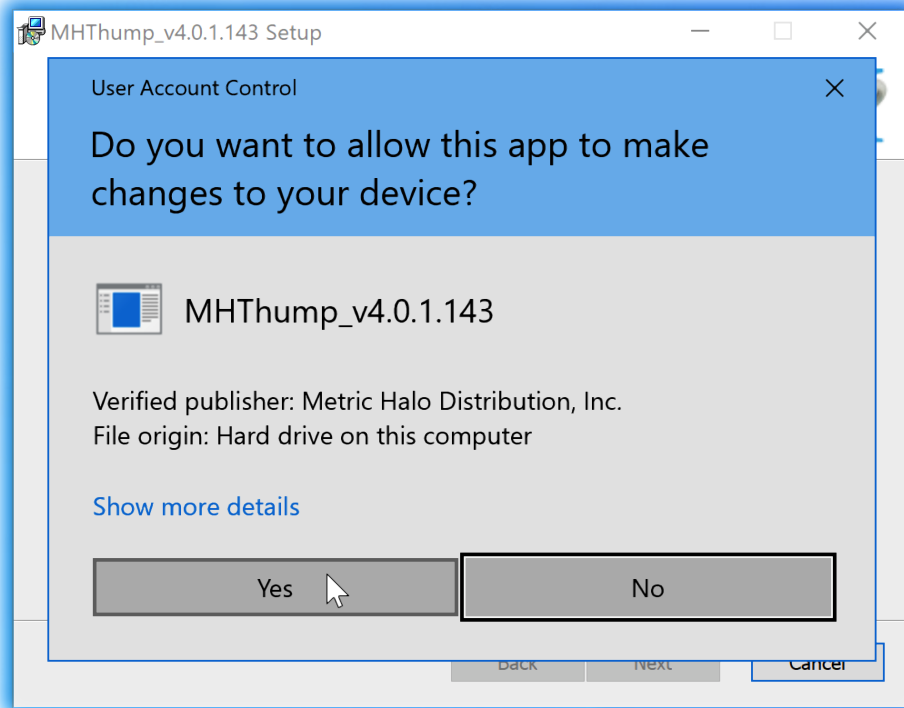 MHThump_v4.0.1.143 Setup
User Account Control
Do you want to allow this app to make
changes to your device?
MHThump_v4.0.1.143
Verified publisher: Metric Halo Distribution, Inc.
File origin: Hard drive on this computer
Show more details
Yes No
Back Next Cancel